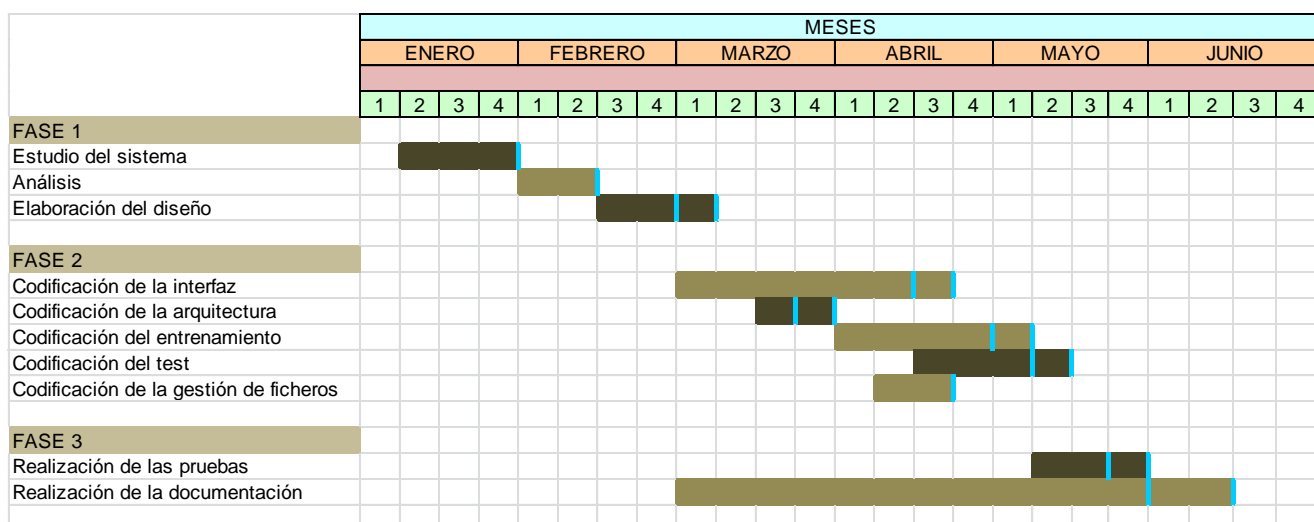 MESES
ENERO FEBRERO MARZO ABRIL MAYO JUNIO
1 2 3 4 1 2 3 4 1 2 3 4 1 2 3 4 1 2 3 4 1 2 3 4
FASE 1
Estudio del sistema
Análisis
Elaboración del diseño
FASE 2
Codificación de la interfaz
Codificación de la arquitectura
Codificación del entrenamiento
Codificación del test
Codificación de la gestión de ficheros
FASE 3
Realización de las pruebas
Realización de la documentación